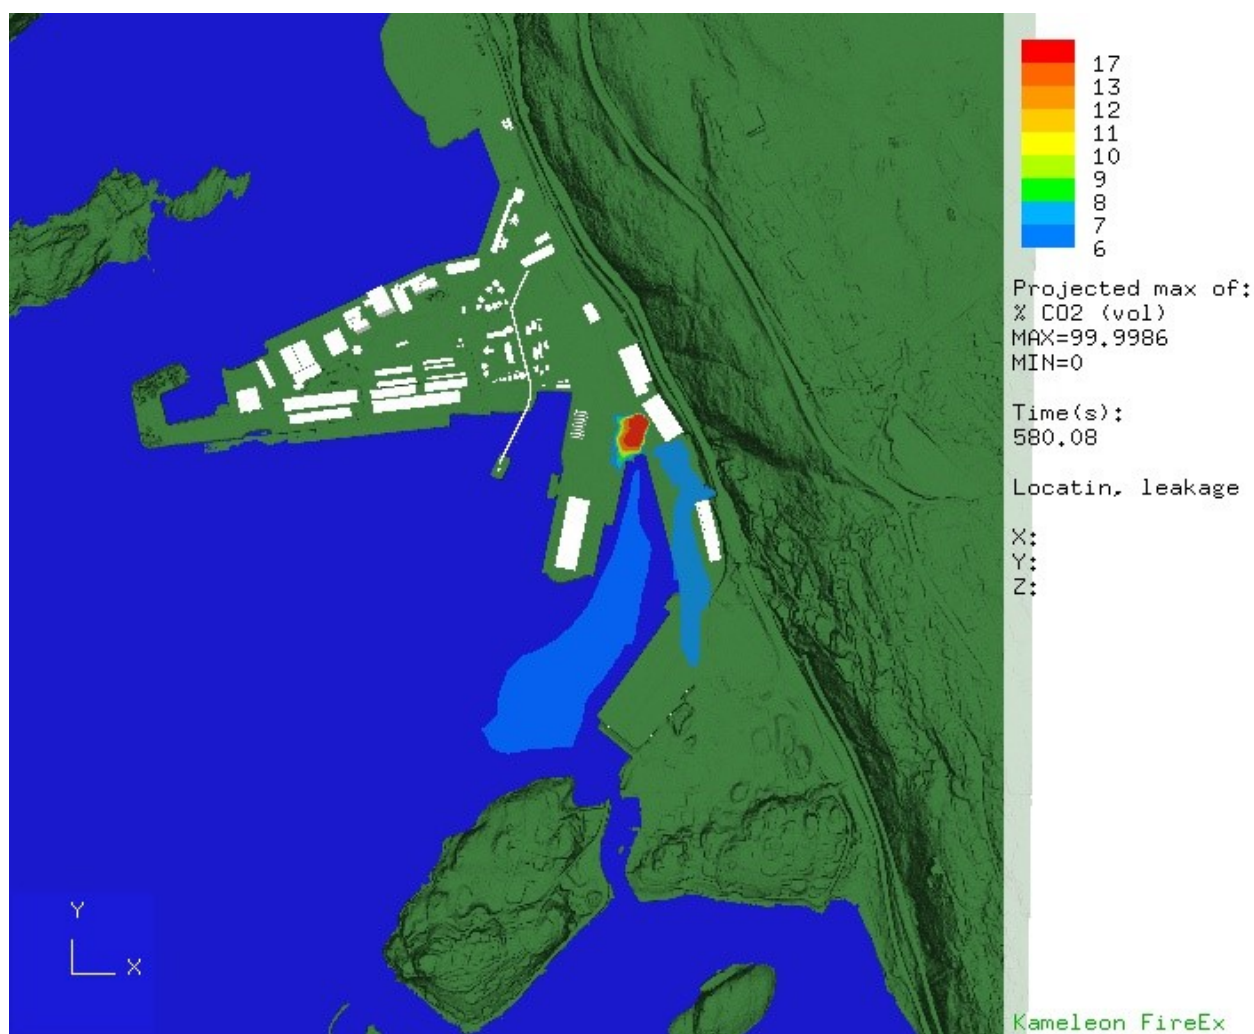 17
13
12
11
10
9
8
7
6
Projected max of:
% CO2 (vol)
MAX=99.9986
MIN=0
Time(s):
580.08
Locatin, leakage
X:
Y:
Z:
Y
X
Kameleon FireEx